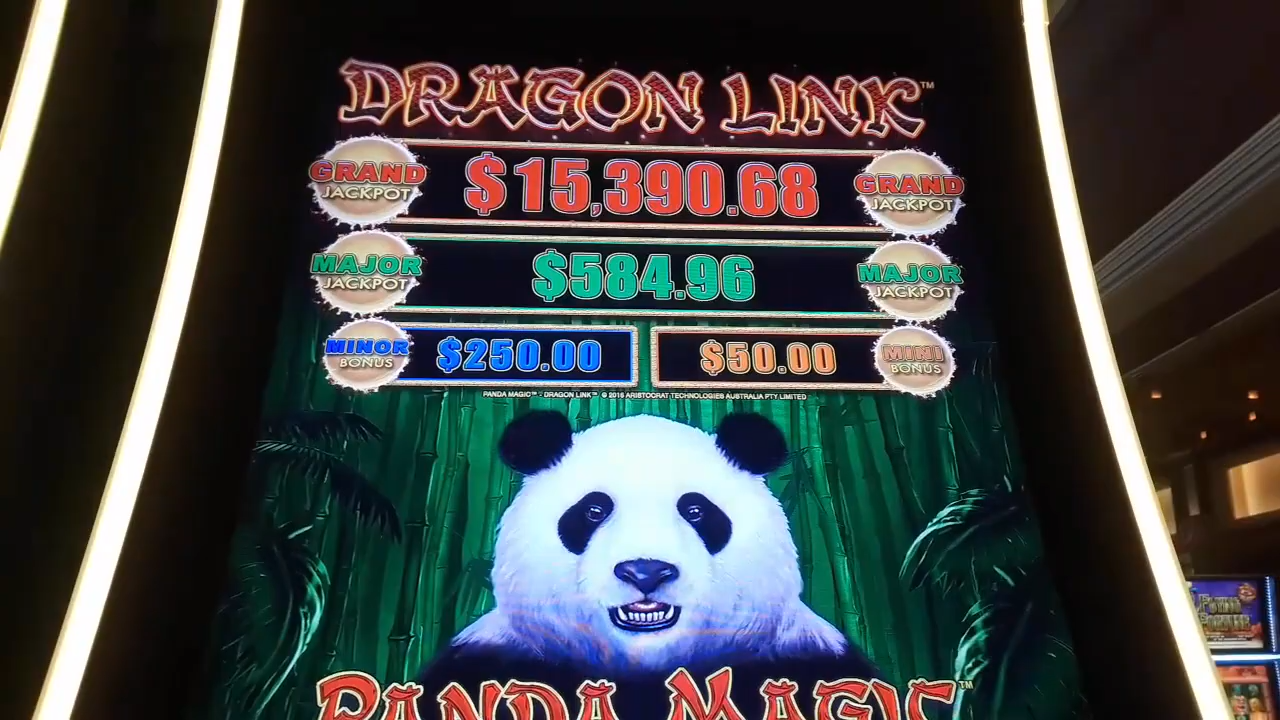 DRAGON LINK™
GRAND JACKPOT $15,390.68 GRAND JACKPOT
MAJOR JACKPOT $584.96 MAJOR JACKPOT
MINOR BONUS $250.00 $50.00 MINI BONUS
PANDA MAGIC™ - DRAGON LINK™ © 2016 ARISTOCRAT TECHNOLOGIES AUSTRALIA PTY LIMITED
PANDA MAGIC™